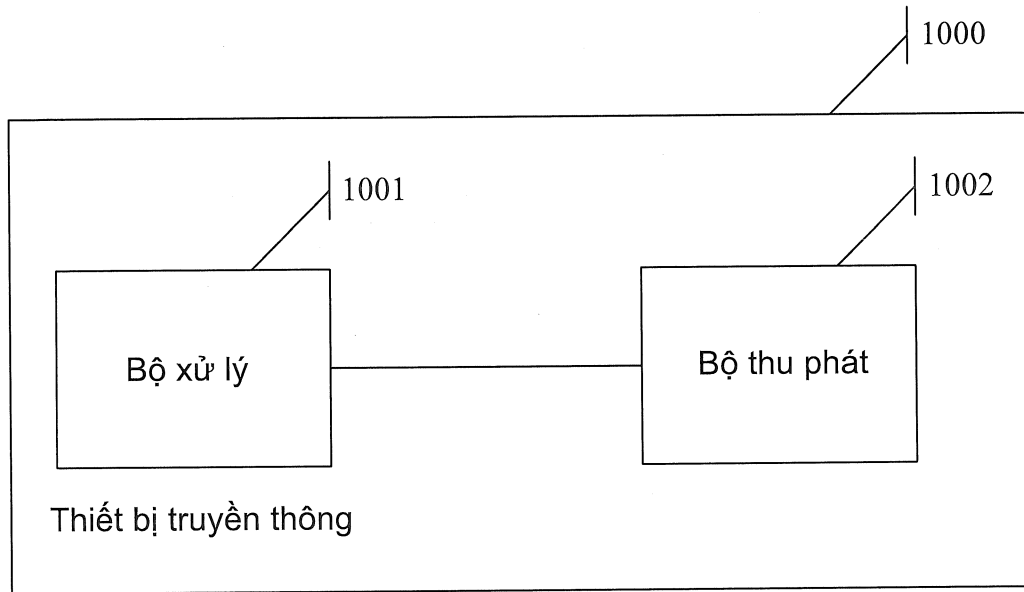 1000
1001
1002
Bộ xử lý
Bộ thu phát
Thiết bị truyền thông